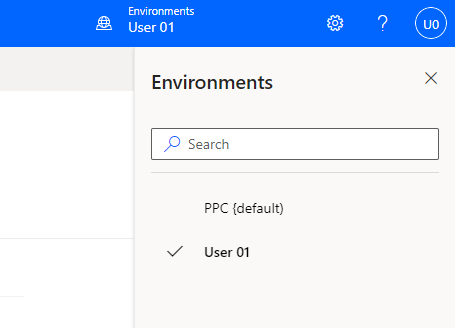 Environments
User 01
?
U0
Environments
Search
PPC {default)
User 01